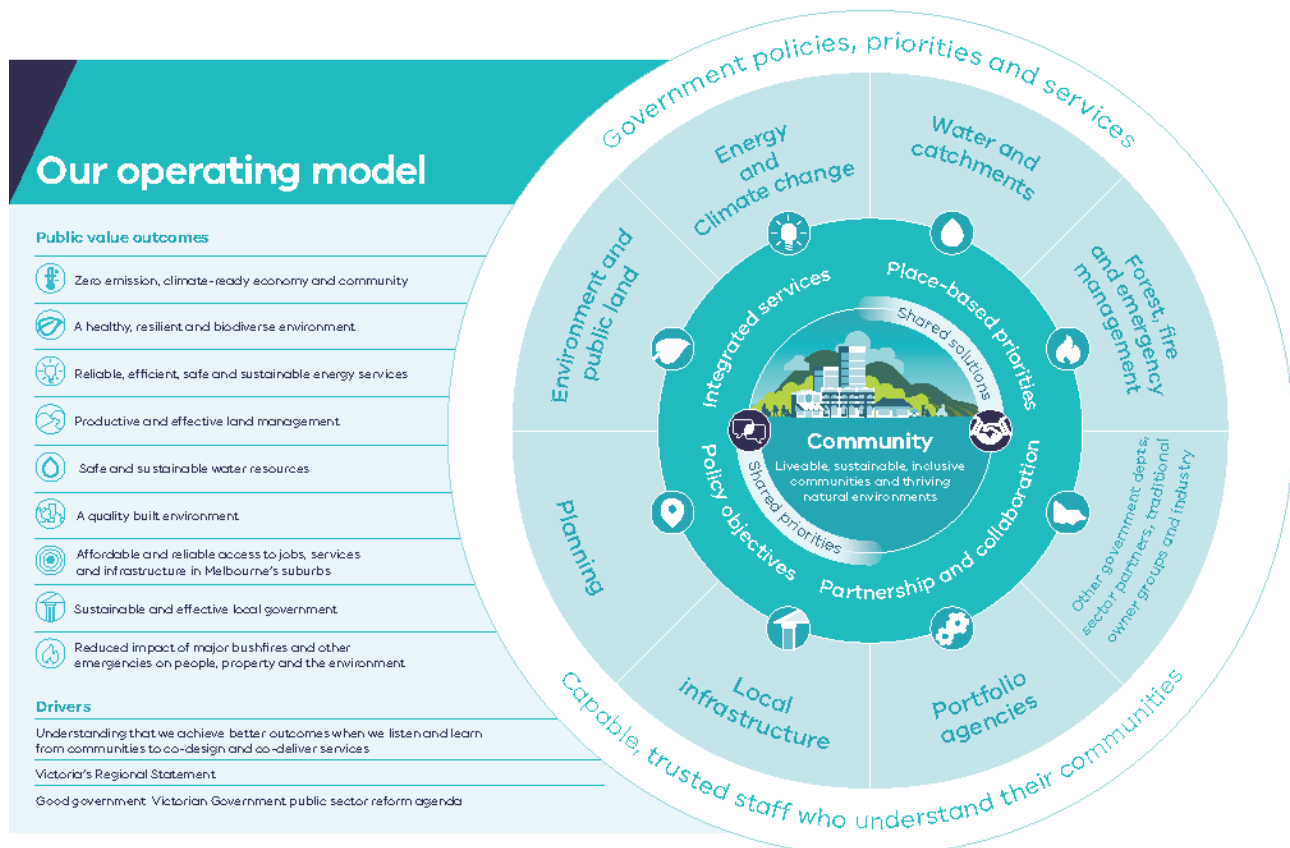 Our operating model
Public value outcomes
Zero emission, climate-ready economy and community
A healthy, resilient and biodiverse environment
Reliable, efficient, safe and sustainable energy services
Productive and effective land management
Safe and sustainable water resources
A quality built environment
Affordable and reliable access to jobs, services
and infrastructure in Melbourne's suburbs
Sustainable and effective local government
Reduced impact of major bushfires and other
emergencies on people, property and the environment
Drivers
Understanding that we achieve better outcomes when we listen and learn
from communities to co-design and co-deliver services
Victoria's Regional Statement
Good government Victorian Government public sector reform agenda
Government policies, priorities and services
Energy
and
Climate change
Water and
catchments
Forest, fire
and emergency
management
Other government depts,
sector partners, traditional
owner groups and industry
Portfolio
agencies
Local
infrastructure
Planning
Environment and
public land
Integrated services
Place-based priorities
Partnership and collaboration
Policy objectives
Shared solutions
Shared priorities
Community
Liveable, sustainable, inclusive
communities and thriving
natural environments
Capable, trusted staff who understand their communities